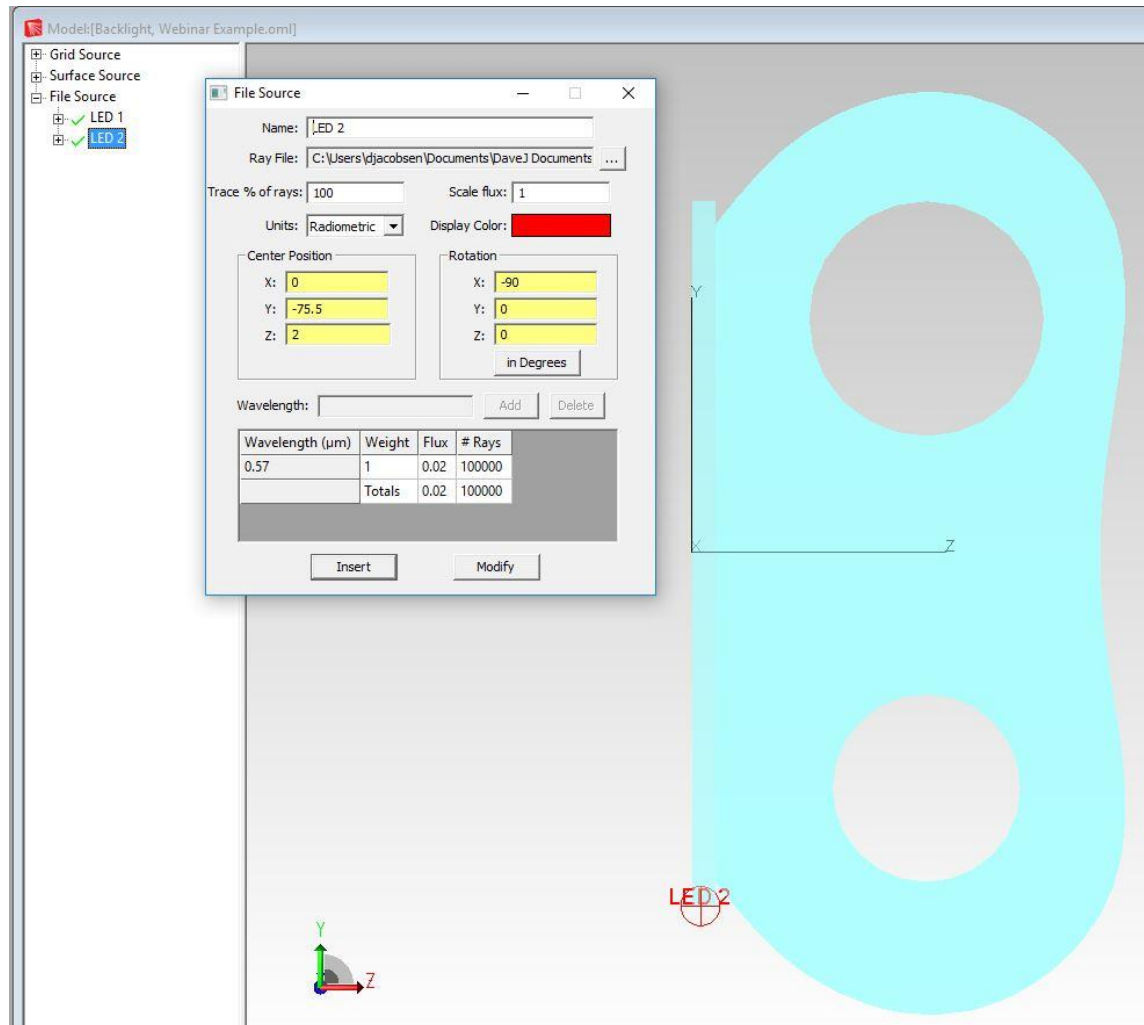 Model:[Backlight, Webinar Example.oml]
Grid Source
Surface Source
File Source
LED 1
LED 2
File Source
Name: LED 2
Ray File: C:\Users\djacobsen\Documents\DaveJ Documents ...
Trace % of rays: 100 Scale flux: 1
Units: Radiometric Display Color:
Center Position Rotation
X: 0 X: -90
Y: -75.5 Y: 0
Z: 2 Z: 0
in Degrees
Wavelength: Add Delete
Wavelength (µm) Weight Flux # Rays
0.57 1 0.02 100000
Totals 0.02 100000
Insert Modify
Y
X Z
LED 2
Y
Z